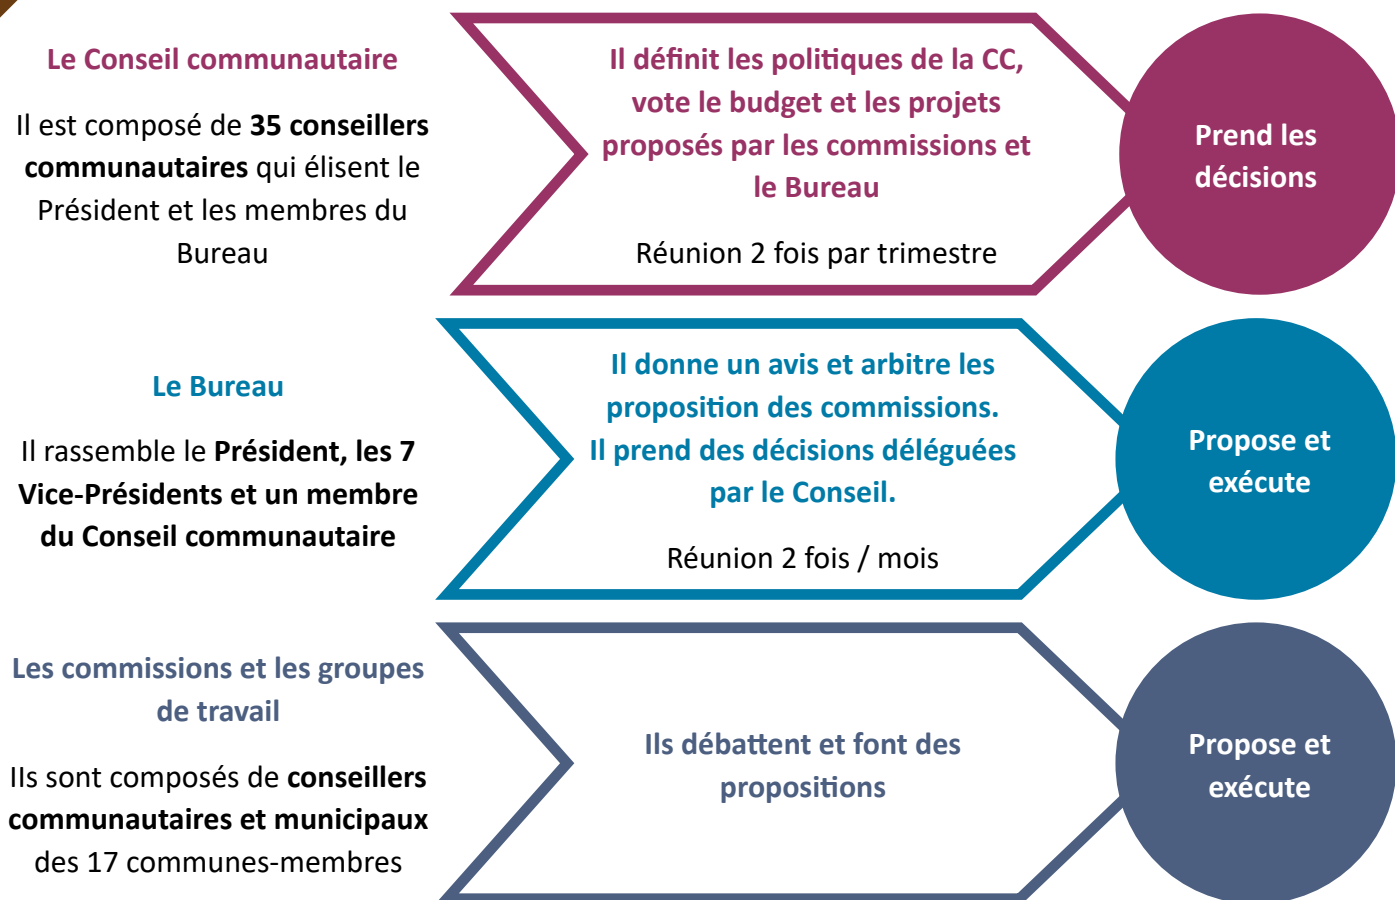 Le Conseil communautaire
Il est composé de 35 conseillers
communautaires qui élisent le
Président et les membres du
Bureau
Il définit les politiques de la CC,
vote le budget et les projets
proposés par les commissions et
le Bureau
Réunion 2 fois par trimestre
Prend les
décisions
Le Bureau
Il rassemble le Président, les 7
Vice-Présidents et un membre
du Conseil communautaire
Il donne un avis et arbitre les
proposition des commissions.
Il prend des décisions déléguées
par le Conseil.
Réunion 2 fois / mois
Propose et
exécute
Les commissions et les groupes
de travail
Ils sont composés de conseillers
communautaires et municipaux
des 17 communes-membres
Ils débattent et font des
propositions
Propose et
exécute